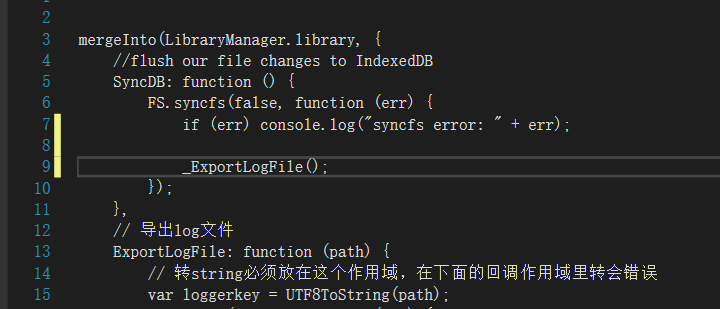 2
3 mergeInto(LibraryManager.library, {
4 //flush our file changes to IndexedDB
5 SyncDB: function () {
6 FS.syncfs(false, function (err) {
7 if (err) console.log("syncfs error: " + err);
8
9 _ExportLogFile();
10 });
11 },
12 // 导出log文件
13 ExportLogFile: function (path) {
14 // 转string必须放在这个作用域，在下面的回调作用域里转会错误
15 var loggerkey = UTF8ToString(path);